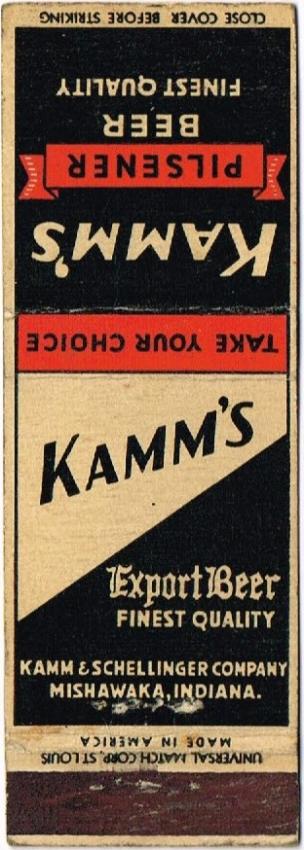 CLOSE COVER BEFORE STRIKING
FINEST QUALITY
BEER
PILSENER
KAMM'S
TAKE YOUR CHOICE
KAMM'S
Export Beer
FINEST QUALITY
KAMM & SCHELLINGER COMPANY
MISHAWAKA, INDIANA.
MADE IN AMERICA
UNIVERSAL MATCH CORP. ST LOUIS